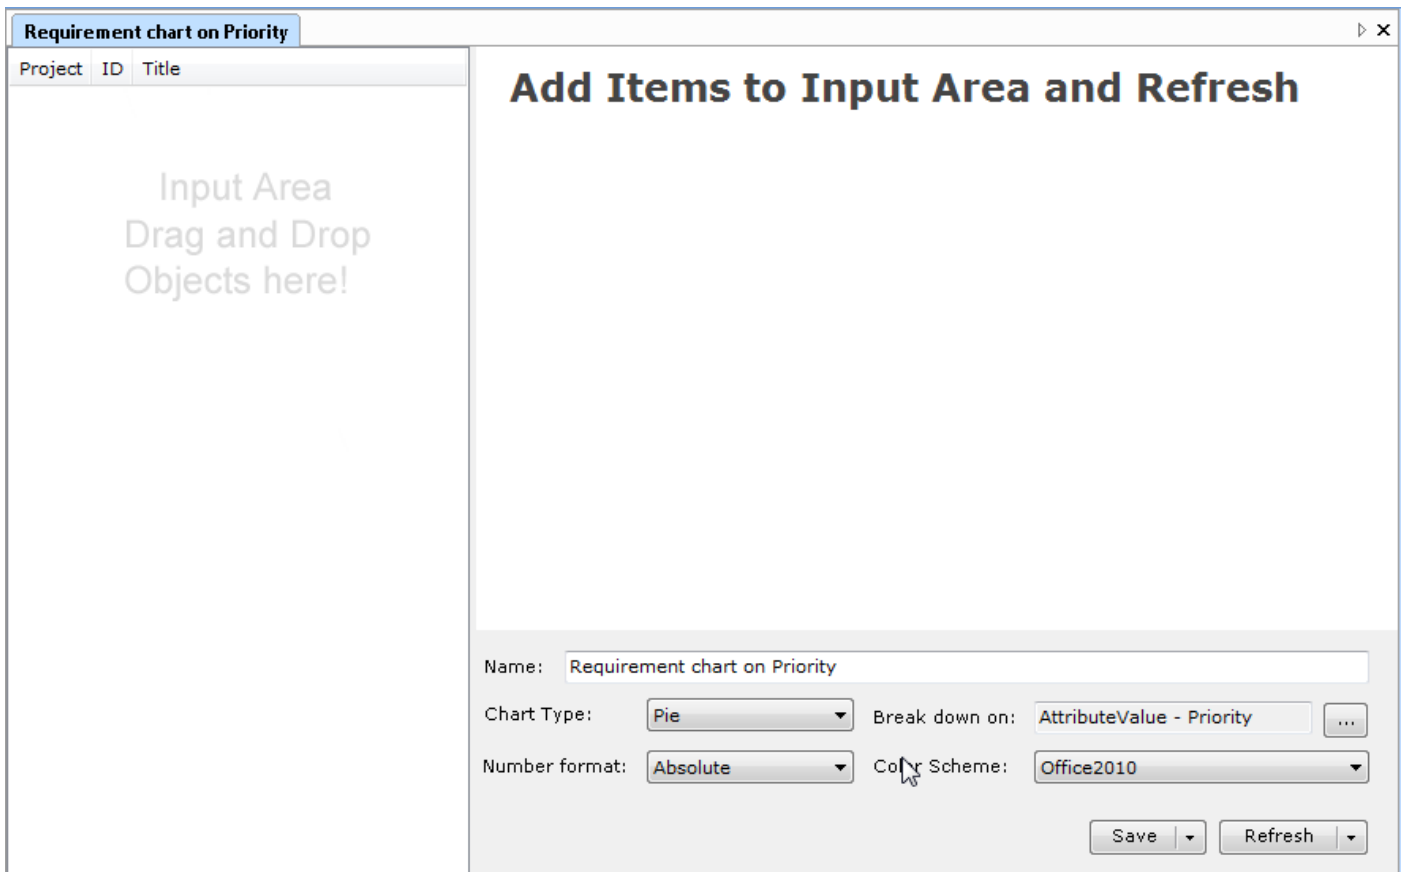 Requirement chart on Priority
Project ID Title
Add Items to Input Area and Refresh
Input Area
Drag and Drop
Objects here!
Name: Requirement chart on Priority
Chart Type: Pie Break down on: AttributeValue - Priority ...
Number format: Absolute Color Scheme: Office2010
Save Refresh